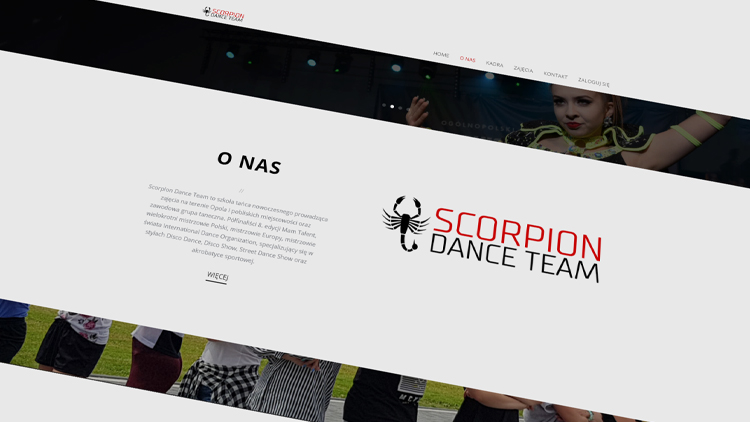 SCORPION
DANCE TEAM
HOME O NAS KADRA ZAJĘCIA KONTAKT ZALOGUJ SIĘ
OGÓLNOPOLSKI
O NAS
Scorpion Dance Team to szkoła tańca nowoczesnego prowadząca
zajęcia na terenie Opola i pobliskich miejscowości oraz
zawodowa grupa taneczna. Półfinaliści 8. edycji Mam Talent,
wielokrotni mistrzowie Polski, mistrzowie Europy, mistrzowie
świata International Dance Organization, specjalizujący się w
stylach Disco Dance, Disco Show, Street Dance Show oraz
akrobatyce sportowej.
WIĘCEJ
SCORPION
DANCE TEAM